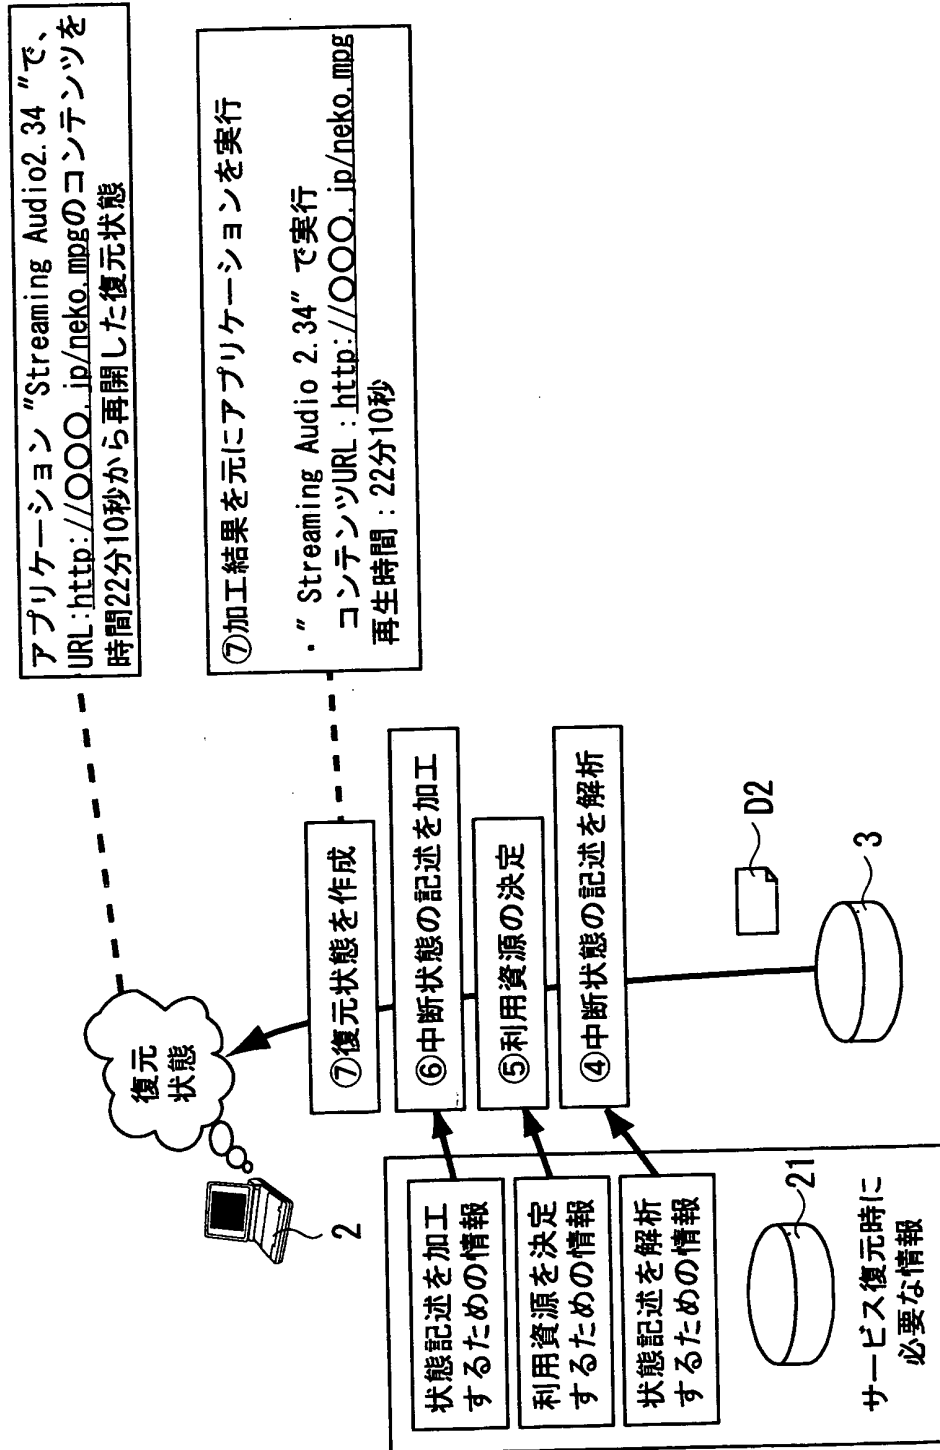 アプリケーション "Streaming Audio2.34 "で、
URL:http://〇〇〇.jp/neko.mpgのコンテンツを
時間22分10秒から再開した復元状態
⑦加工結果を元にアプリケーションを実行
・" Streaming Audio 2.34" で実行
コンテンツURL：http://〇〇〇.jp/neko.mpg
再生時間：22分10秒
復元
状態
2
⑦復元状態を作成
⑥中断状態の記述を加工
⑤利用資源の決定
④中断状態の記述を解析
D2
3
状態記述を加工
するための情報
利用資源を決定
するための情報
状態記述を解析
するための情報
21
サービス復元時に
必要な情報